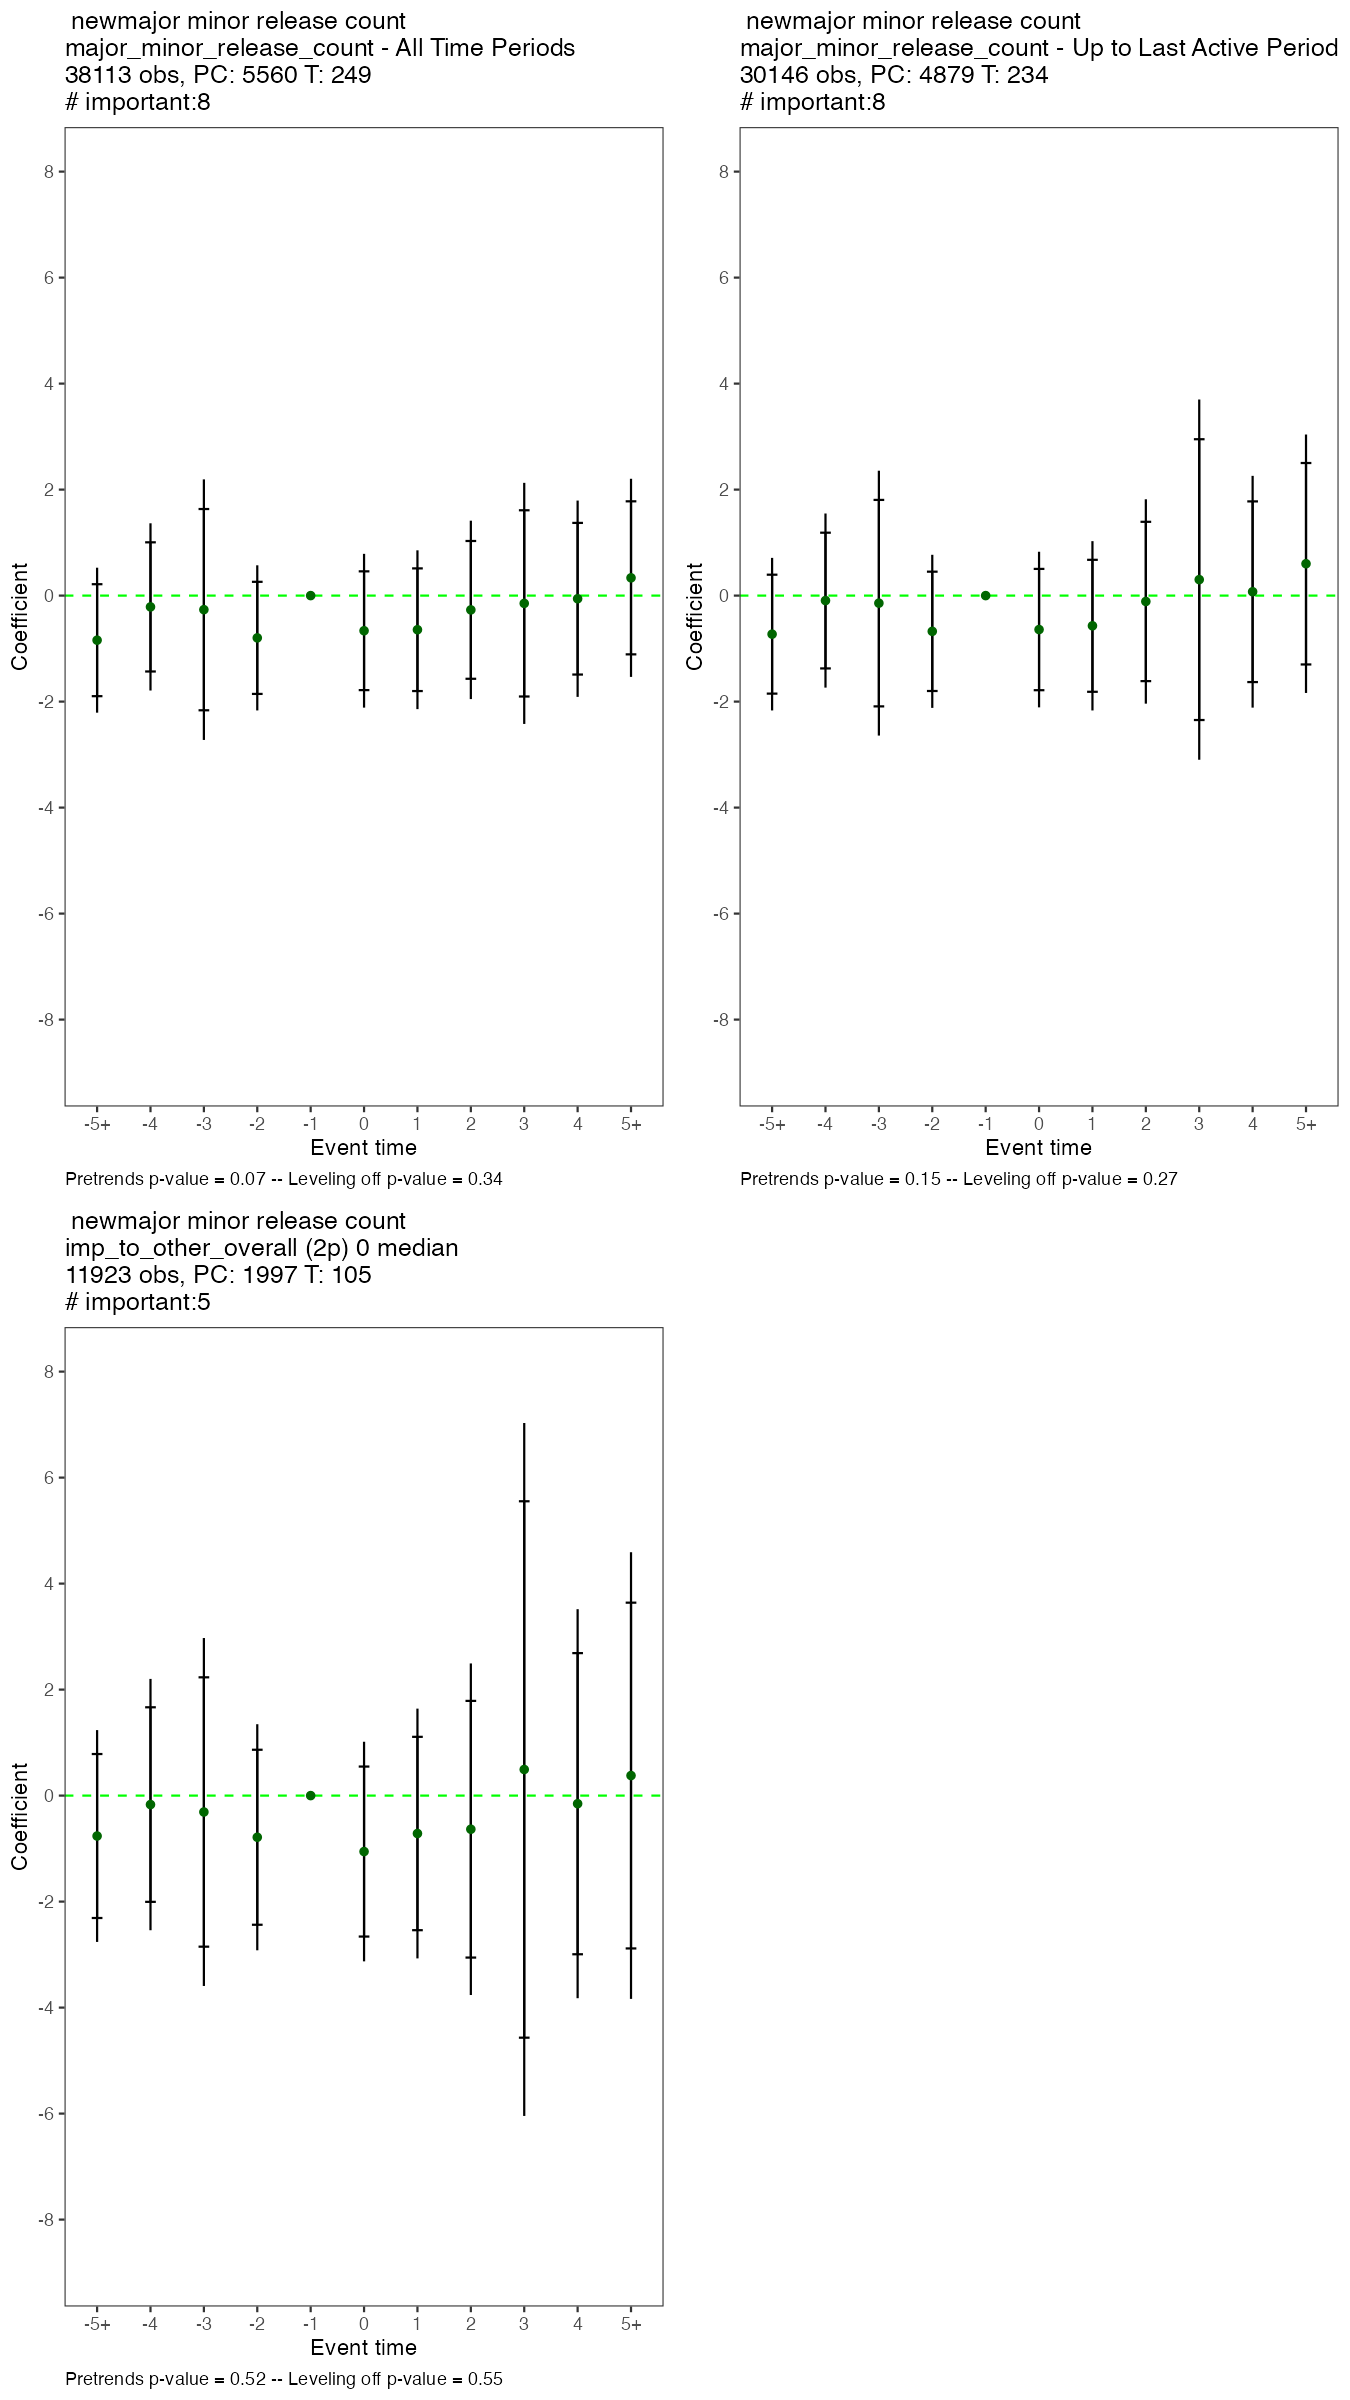 newmajor minor release count
major_minor_release_count - All Time Periods
38113 obs, PC: 5560 T: 249
# important:8
8
6
4
2
0
-2
-4
-6
-8
Coefficient
-5+ -4 -3 -2 -1 0 1 2 3 4 5+
Event time
Pretrends p-value = 0.07 -- Leveling off p-value = 0.34
newmajor minor release count
major_minor_release_count - Up to Last Active Period
30146 obs, PC: 4879 T: 234
# important:8
8
6
4
2
0
-2
-4
-6
-8
Coefficient
-5+ -4 -3 -2 -1 0 1 2 3 4 5+
Event time
Pretrends p-value = 0.15 -- Leveling off p-value = 0.27
newmajor minor release count
imp_to_other_overall (2p) 0 median
11923 obs, PC: 1997 T: 105
# important:5
8
6
4
2
0
-2
-4
-6
-8
Coefficient
-5+ -4 -3 -2 -1 0 1 2 3 4 5+
Event time
Pretrends p-value = 0.52 -- Leveling off p-value = 0.55